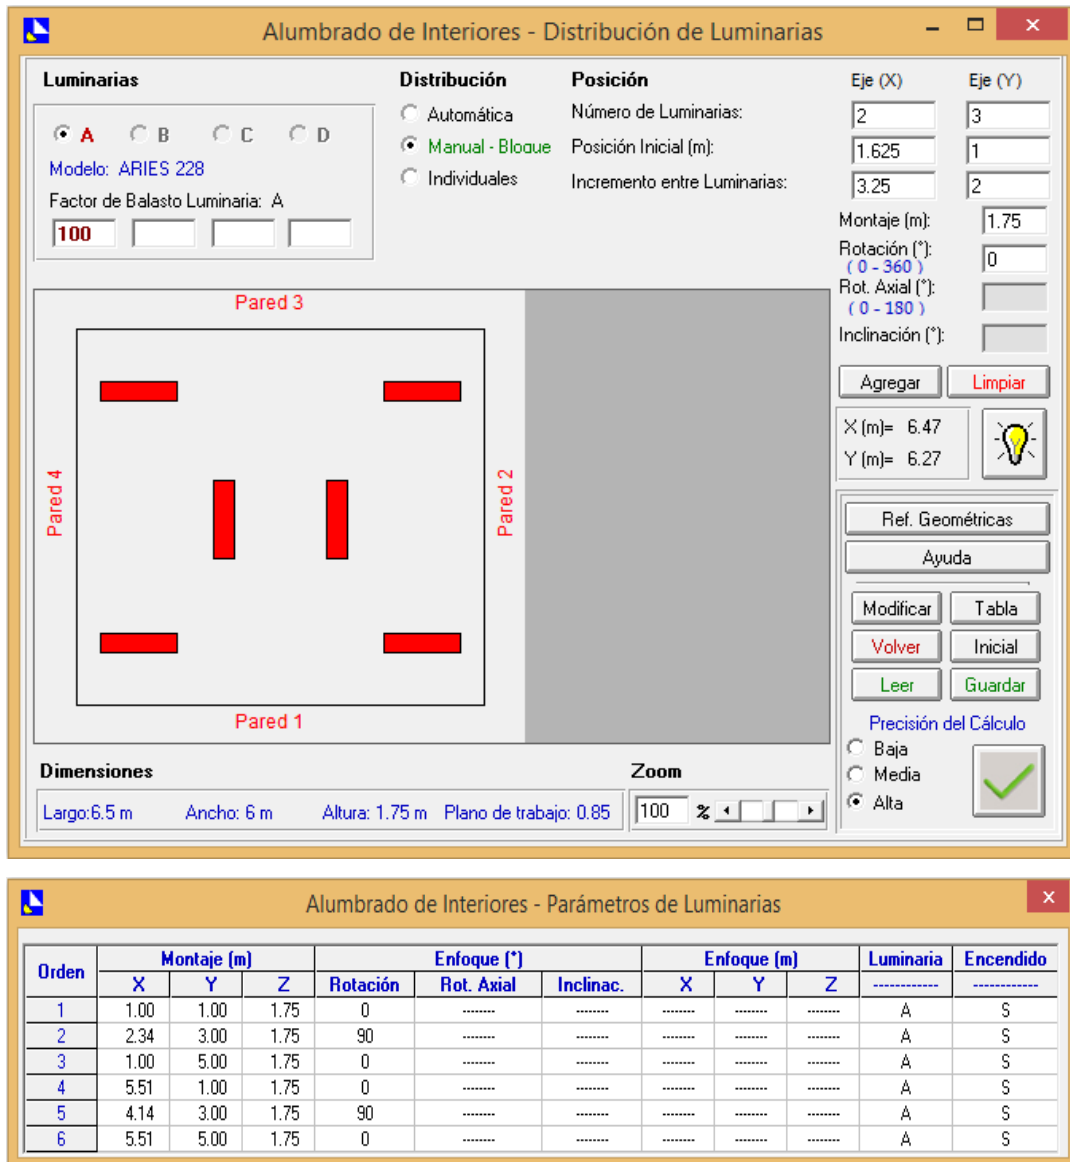 Alumbrado de Interiores - Distribución de Luminarias
Luminarias
A B C D
Modelo: ARIES 228
Factor de Balasto Luminaria: A
100
Distribución
Automática
Manual - Bloque
Individuales
Posición Eje (X) Eje (Y)
Número de Luminarias: 2 3
Posición Inicial (m): 1.625 1
Incremento entre Luminarias: 3.25 2
Montaje (m): 1.75
Rotación (°): 0
( 0 - 360 )
Rot. Axial (°):
( 0 - 180 )
Inclinación (°):
Agregar Limpiar
X (m)= 6.47
Y (m)= 6.27
Pared 3
Pared 4
Pared 2
Pared 1
Ref. Geométricas
Ayuda
Modificar Tabla
Volver Inicial
Leer Guardar
Precisión del Cálculo
Baja
Media
Alta
Dimensiones
Largo:6.5 m Ancho: 6 m Altura: 1.75 m Plano de trabajo: 0.85
Zoom
100 %
Alumbrado de Interiores - Parámetros de Luminarias
Orden Montaje (m) Enfoque (°) Enfoque (m) Luminaria Encendido
X Y Z Rotación Rot. Axial Inclinac. X Y Z ------------ ------------
1 1.00 1.00 1.75 0 -------- -------- -------- -------- -------- A S
2 2.34 3.00 1.75 90 -------- -------- -------- -------- -------- A S
3 1.00 5.00 1.75 0 -------- -------- -------- -------- -------- A S
4 5.51 1.00 1.75 0 -------- -------- -------- -------- -------- A S
5 4.14 3.00 1.75 90 -------- -------- -------- -------- -------- A S
6 5.51 5.00 1.75 0 -------- -------- -------- -------- -------- A S